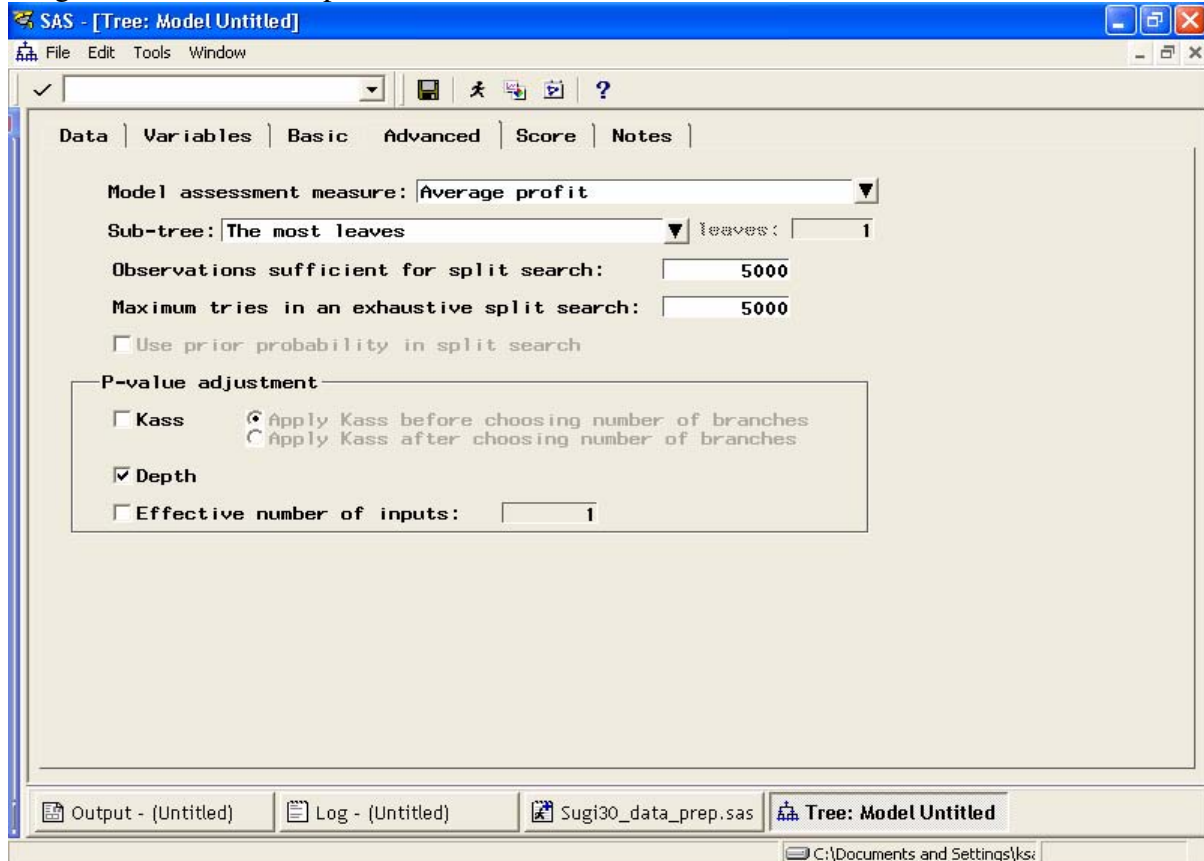 SAS - [Tree: Model Untitled]
File Edit Tools Window
?
Data Variables Basic Advanced Score Notes
Model assessment measure: Average profit
Sub-tree: The most leaves leaves: 1
Observations sufficient for split search: 5000
Maximum tries in an exhaustive split search: 5000
Use prior probability in split search
P-value adjustment
Kass Apply Kass before choosing number of branches
Apply Kass after choosing number of branches
Depth
Effective number of inputs: 1
Output - (Untitled) Log - (Untitled) Sugi30_data_prep.sas Tree: Model Untitled
C:\Documents and Settings\ksa